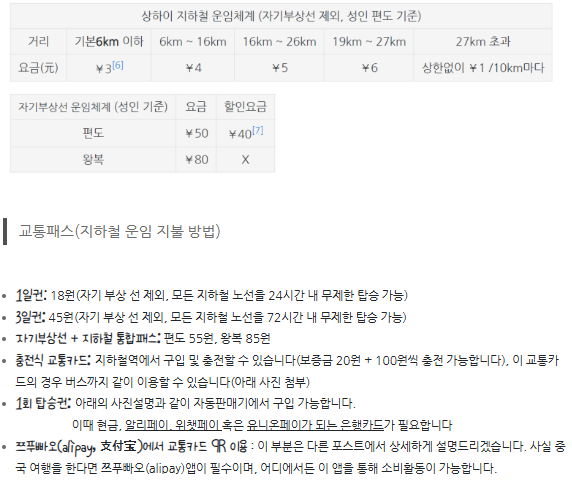 상하이 지하철 운임체계 (자기부상선 제외, 성인 편도 기준)
거리 기본6km 이하 6km ~ 16km 16km ~ 26km 19km ~ 27km 27km 초과
요금(元) ￥3[6] ￥4 ￥5 ￥6 상한없이 ￥1 /10km마다
자기부상선 운임체계 (성인 기준) 요금 할인요금
편도 ￥50 ￥40[7]
왕복 ￥80 X
교통패스(지하철 운임 지불 방법)
1일권: 18원(자기 부상 선 제외, 모든 지하철 노선을 24시간 내 무제한 탑승 가능)
3일권: 45원(자기 부상 선 제외, 모든 지하철 노선을 72시간 내 무제한 탑승 가능)
자기부상선 + 지하철 통합패스: 편도 55원, 왕복 85원
충전식 교통카드: 지하철역에서 구입 및 충전할 수 있습니다(보증금 20원 + 100원씩 충전 가능합니다), 이 교통카
드의 경우 버스까지 같이 이용할 수 있습니다(아래 사진 첨부)
1회 탑승권: 아래의 사진설명과 같이 자동판매기에서 구입 가능합니다.
이때 현금, 알리페이, 위챗페이 혹은 유니온페이가 되는 은행카드가 필요합니다
쯔푸빠오(alipay, 支付宝)에서 교통카드 QR 이용 : 이 부분은 다른 포스트에서 상세하게 설명드리겠습니다. 사실 중
국 여행을 한다면 쯔푸빠오(alipay)앱이 필수이며, 어디에서든 이 앱을 통해 소비활동이 가능합니다.